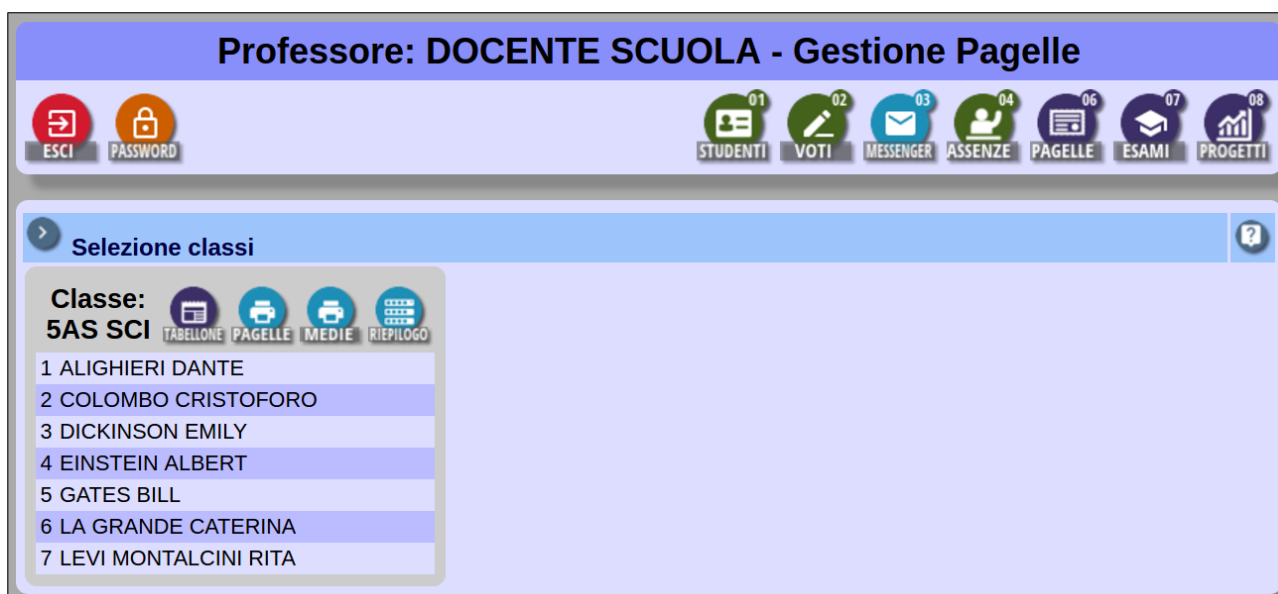 Professore: DOCENTE SCUOLA - Gestione Pagelle
ESCI PASSWORD 01 STUDENTI 02 VOTI 03 MESSENGER 04 ASSENZE 06 PAGELLE 07 ESAMI 08 PROGETTI
Selezione classi ?
Classe:
5AS SCI TABELLONE PAGELLE MEDIE RIEPILOGO
1 ALIGHIERI DANTE
2 COLOMBO CRISTOFORO
3 DICKINSON EMILY
4 EINSTEIN ALBERT
5 GATES BILL
6 LA GRANDE CATERINA
7 LEVI MONTALCINI RITA